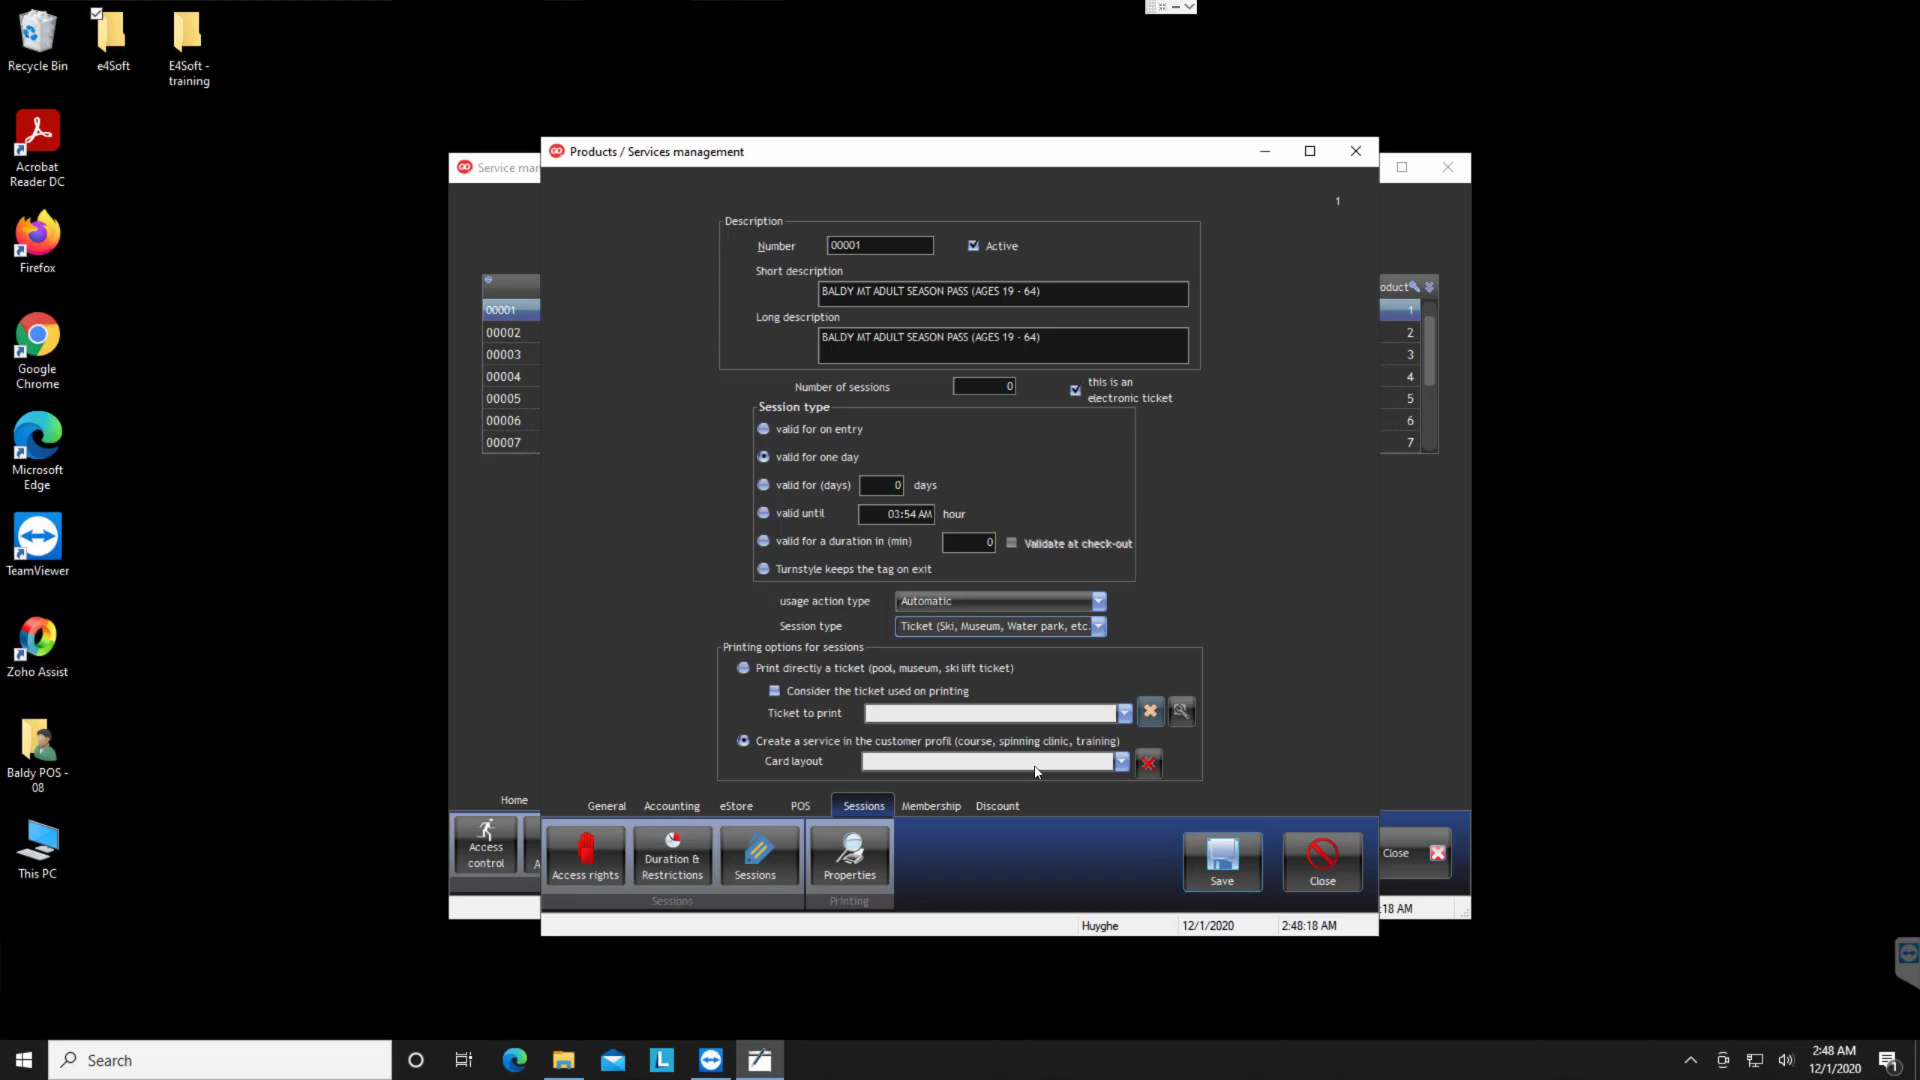 Recycle Bin
e4Soft
E4Soft -
training
Acrobat
Reader DC
Firefox
Google
Chrome
Microsoft
Edge
TeamViewer
Zoho Assist
Baldy POS -
08
This PC
Service mar
Products / Services management
1
Description
Number 00001 Active
Short description
BALDY MT ADULT SEASON PASS (AGES 19 - 64)
Long description
BALDY MT ADULT SEASON PASS (AGES 19 - 64)
Number of sessions 0
this is an
electronic ticket
Session type
valid for on entry
valid for one day
valid for (days) 0 days
valid until 03:54 AM hour
valid for a duration in (min) 0 Validate at check-out
Turnstyle keeps the tag on exit
usage action type Automatic
Session type Ticket (Ski, Museum, Water park, etc.
Printing options for sessions
Print directly a ticket (pool, museum, ski lift ticket)
Consider the ticket used on printing
Ticket to print
Create a service in the customer profil (course, spinning clinic, training)
Card layout
General Accounting eStore POS Sessions Membership Discount
Access rights
Duration &
Restrictions
Sessions
Properties
Sessions
Printing
Save
Close
Huyghe 12/1/2020 2:48:18 AM
00001
00002
00003
00004
00005
00006
00007
oduct
1
2
3
4
5
6
7
Home
Access
control
A
Close
:18 AM
Search
L
2:48 AM
12/1/2020
1